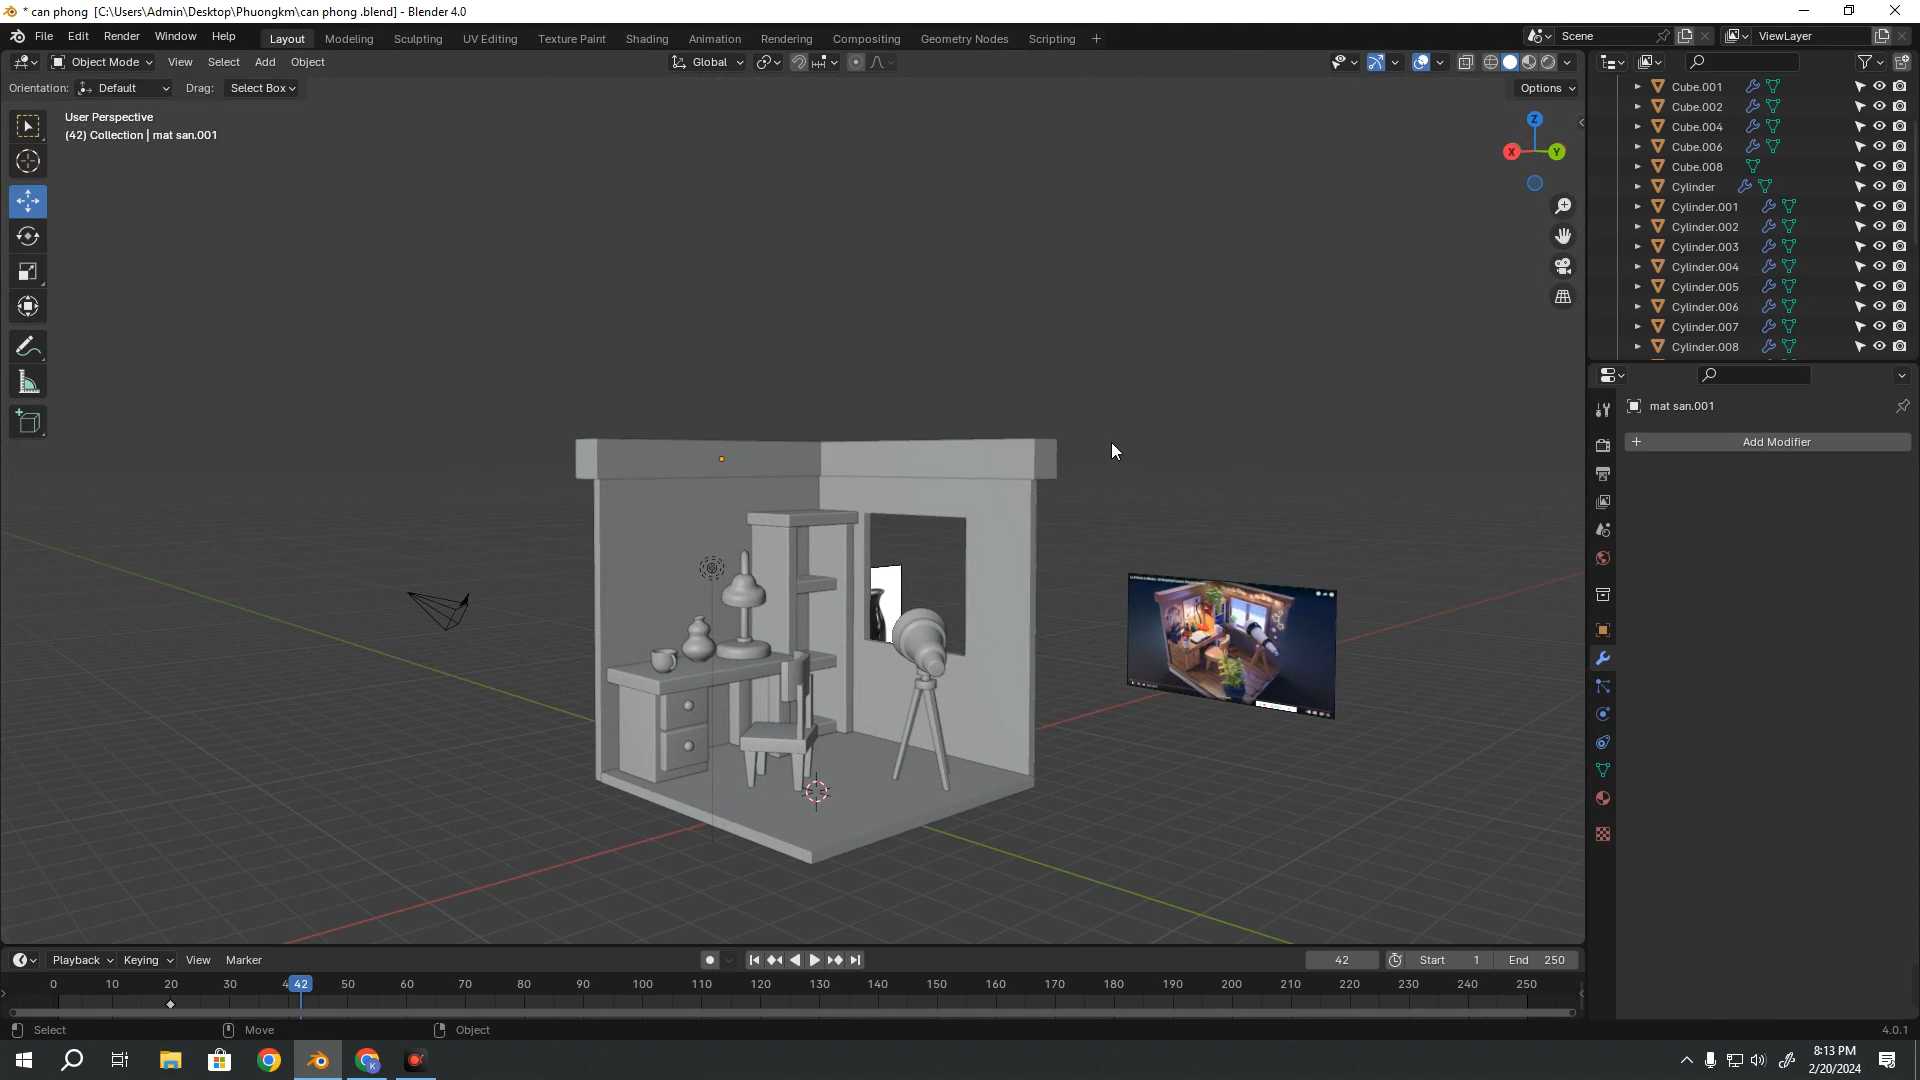 * can phong  [C:\Users\Admin\Desktop\Phuongkm\can phong .blend] - Blender 4.0
File Edit Render Window Help Layout Modeling Sculpting UV Editing Texture Paint Shading Animation Rendering Compositing Geometry Nodes Scripting + Scene ViewLayer
Object Mode View Select Add Object Global
Orientation: Default Drag: Select Box Options
User Perspective
(42) Collection | mat san.001
Z
X
Y
Cube.001
Cube.002
Cube.004
Cube.006
Cube.008
Cylinder
Cylinder.001
Cylinder.002
Cylinder.003
Cylinder.004
Cylinder.005
Cylinder.006
Cylinder.007
Cylinder.008
mat san.001
+ Add Modifier
Playback Keying View Marker 42 Start 1 End 250
0 10 20 30 4 42 50 60 70 80 90 100 110 120 130 140 150 160 170 180 190 200 210 220 230 240 250
Select Move Object 4.0.1
K
8:13 PM
2/20/2024